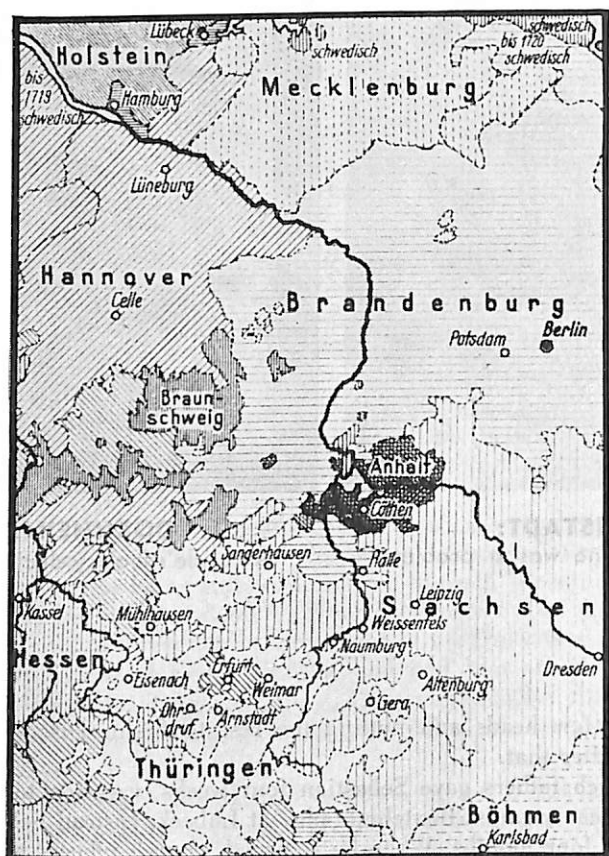 Lübeck
schwedisch
Holstein
schwedisch
bis 1720
schwedisch
Mecklenburg
bis
1719
schwedisch
Hamburg
Lüneburg
Hannover
Celle
Brandenburg
Potsdam
Berlin
Braun-
schweig
Anhalt
Cöthen
Sangerhausen
Halle
Kassel
Mühlhausen
Leipzig
Sachsen
Weissenfels
Hessen
Naumburg
Dresden
Eisenach
Erfurt
Weimar
Altenburg
Gera
Ohr-
druf
Arnstadt
Thüringen
Böhmen
Karlsbad